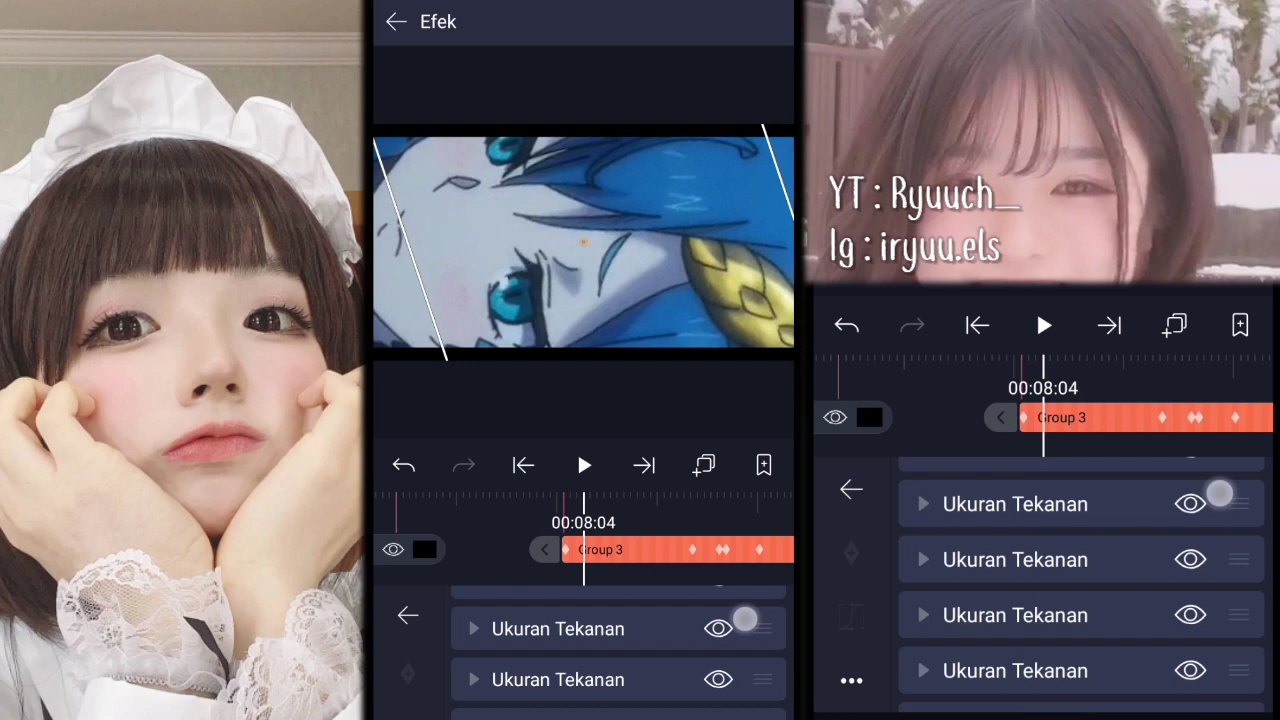 Efek
00:08:04
Group 3
Ukuran Tekanan
Ukuran Tekanan
YT : Ryuuch_
Ig : iryuu.els
00:08:04
Group 3
Ukuran Tekanan
Ukuran Tekanan
Ukuran Tekanan
Ukuran Tekanan